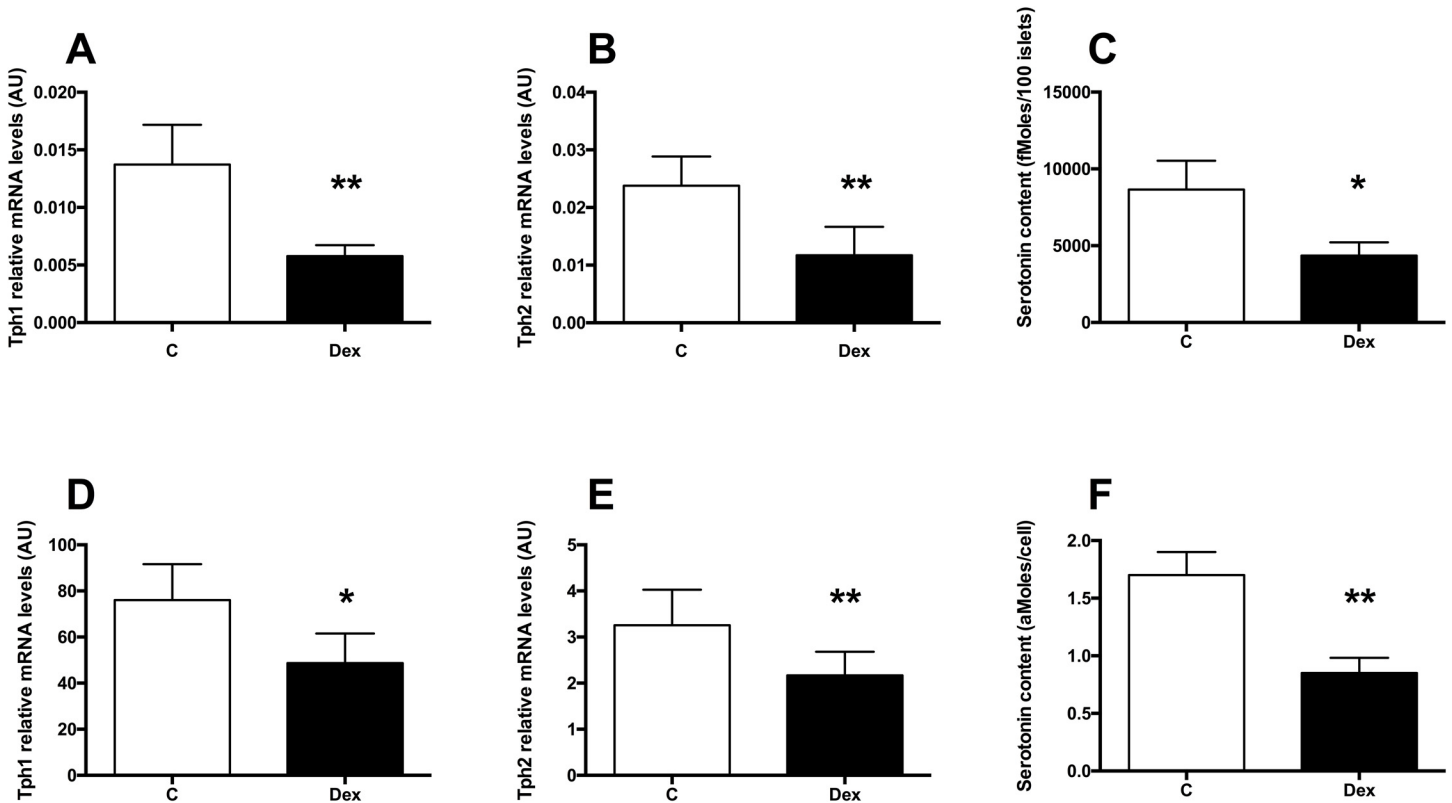 A
Tph1 relative mRNA levels (AU)
0.020
0.015
0.010
0.005
0.000
**
C
Dex
B
Tph2 relative mRNA levels (AU)
0.04
0.03
0.02
0.01
0.00
**
C
Dex
C
Serotonin content (fMoles/100 islets)
15000
10000
5000
0
*
C
Dex
D
Tph1 relative mRNA levels (AU)
100
80
60
40
20
0
*
C
Dex
E
Tph2 relative mRNA levels (AU)
5
4
3
2
1
0
**
C
Dex
F
Serotonin content (aMoles/cell)
2.0
1.5
1.0
0.5
0.0
**
C
Dex